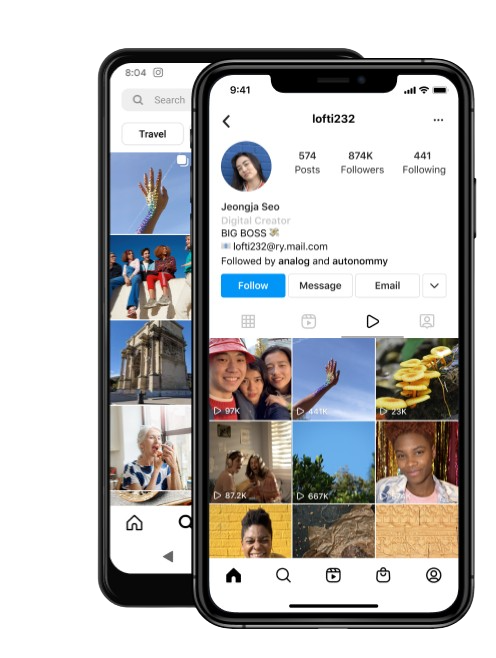 8:04
Search
Travel
9:41
lofti232
574 874K 441
Posts Followers Following
Jeongja Seo
Digital Creator
BIG BOSS
lofti232@ry.mail.com
Followed by analog and autonommy
Follow Message Email
97K 441K 23K
87.2K 667K